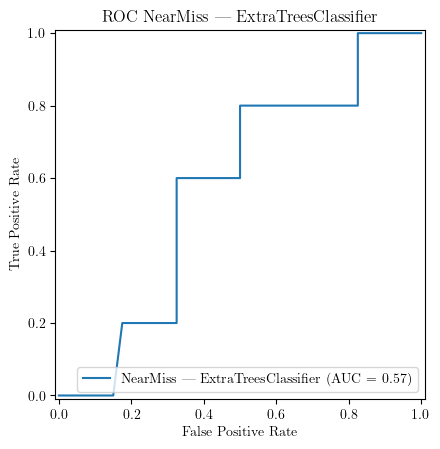 ROC NearMiss — ExtraTreesClassifier
True Positive Rate
1.0
0.8
0.6
0.4
0.2
0.0
NearMiss — ExtraTreesClassifier (AUC = 0.57)
0.0 0.2 0.4 0.6 0.8 1.0
False Positive Rate